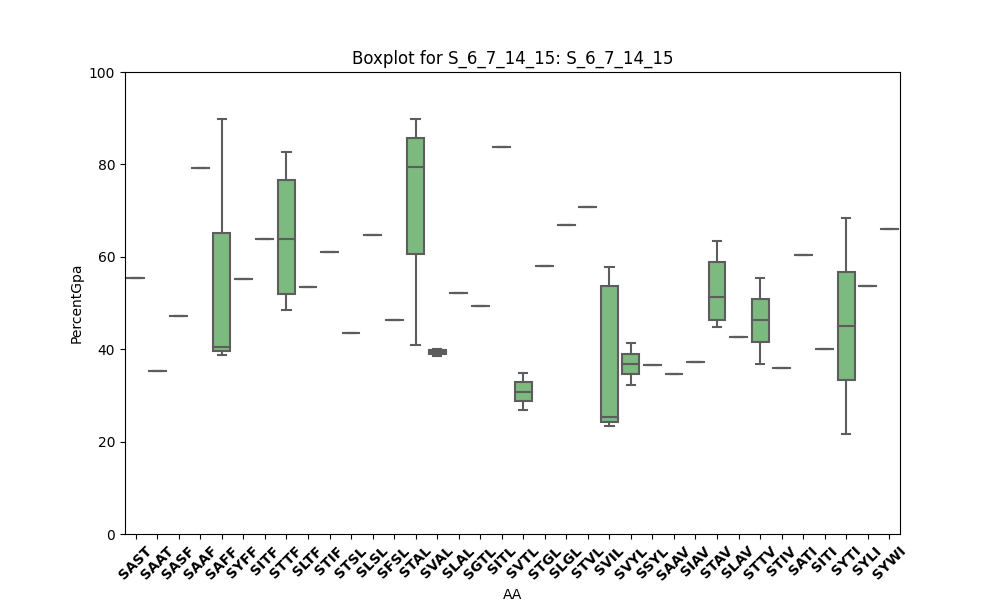 Boxplot for S_6_7_14_15: S_6_7_14_15
100
80
60
40
20
0
PercentGpa
SAST SAAT SASF SAAF SAFF SYFF SITF STTF SLTF STIF STSL SLSL SFSL STAL SVAL SLAL SGTL SITL SVTL STGL SLGL STVL SVIL SVYL SSYL SAAV SIAV STAV SLAV STTV STIV SATI SITI SYTI SYLI SYWI
AA